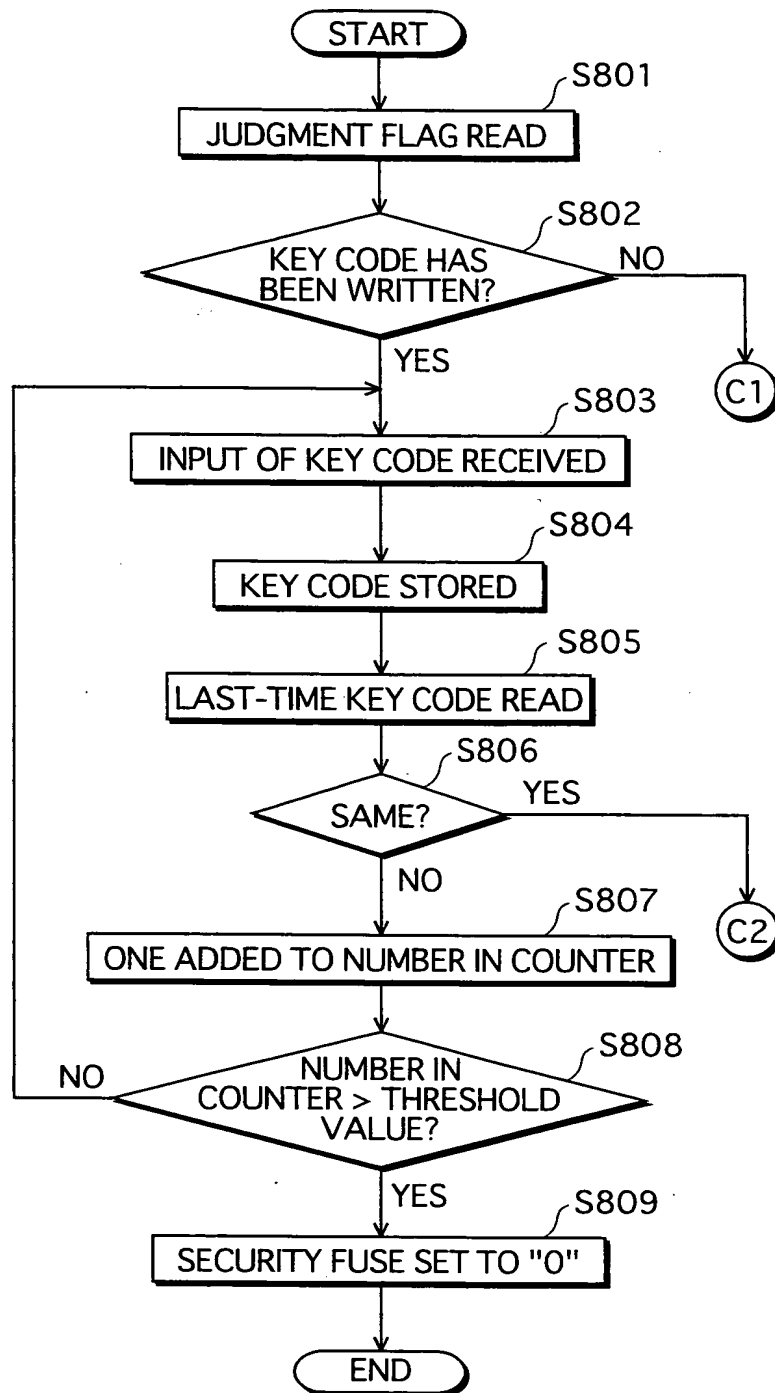 START
S801
JUDGMENT FLAG READ
S802
KEY CODE HAS
BEEN WRITTEN?
NO
YES
C1
S803
INPUT OF KEY CODE RECEIVED
S804
KEY CODE STORED
S805
LAST-TIME KEY CODE READ
S806
SAME?
YES
NO
C2
S807
ONE ADDED TO NUMBER IN COUNTER
S808
NUMBER IN
COUNTER > THRESHOLD
VALUE?
NO
YES
S809
SECURITY FUSE SET TO "0"
END